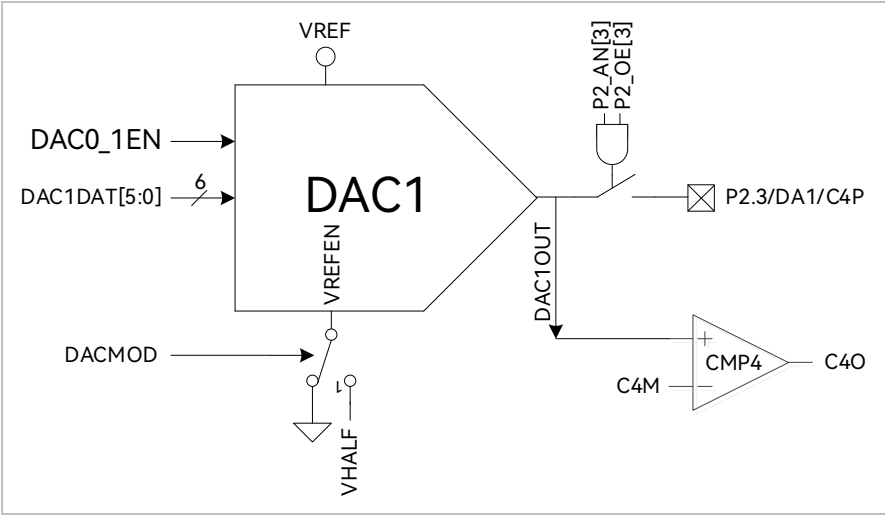 VREF
P2_AN[3]
P2_OE[3]
DAC0_1EN
DAC1DAT[5:0]
6
DAC1
P2.3/DA1/C4P
VREFEN
DAC1OUT
DACMOD
1
VHALF
+
CMP4
C4O
C4M
−